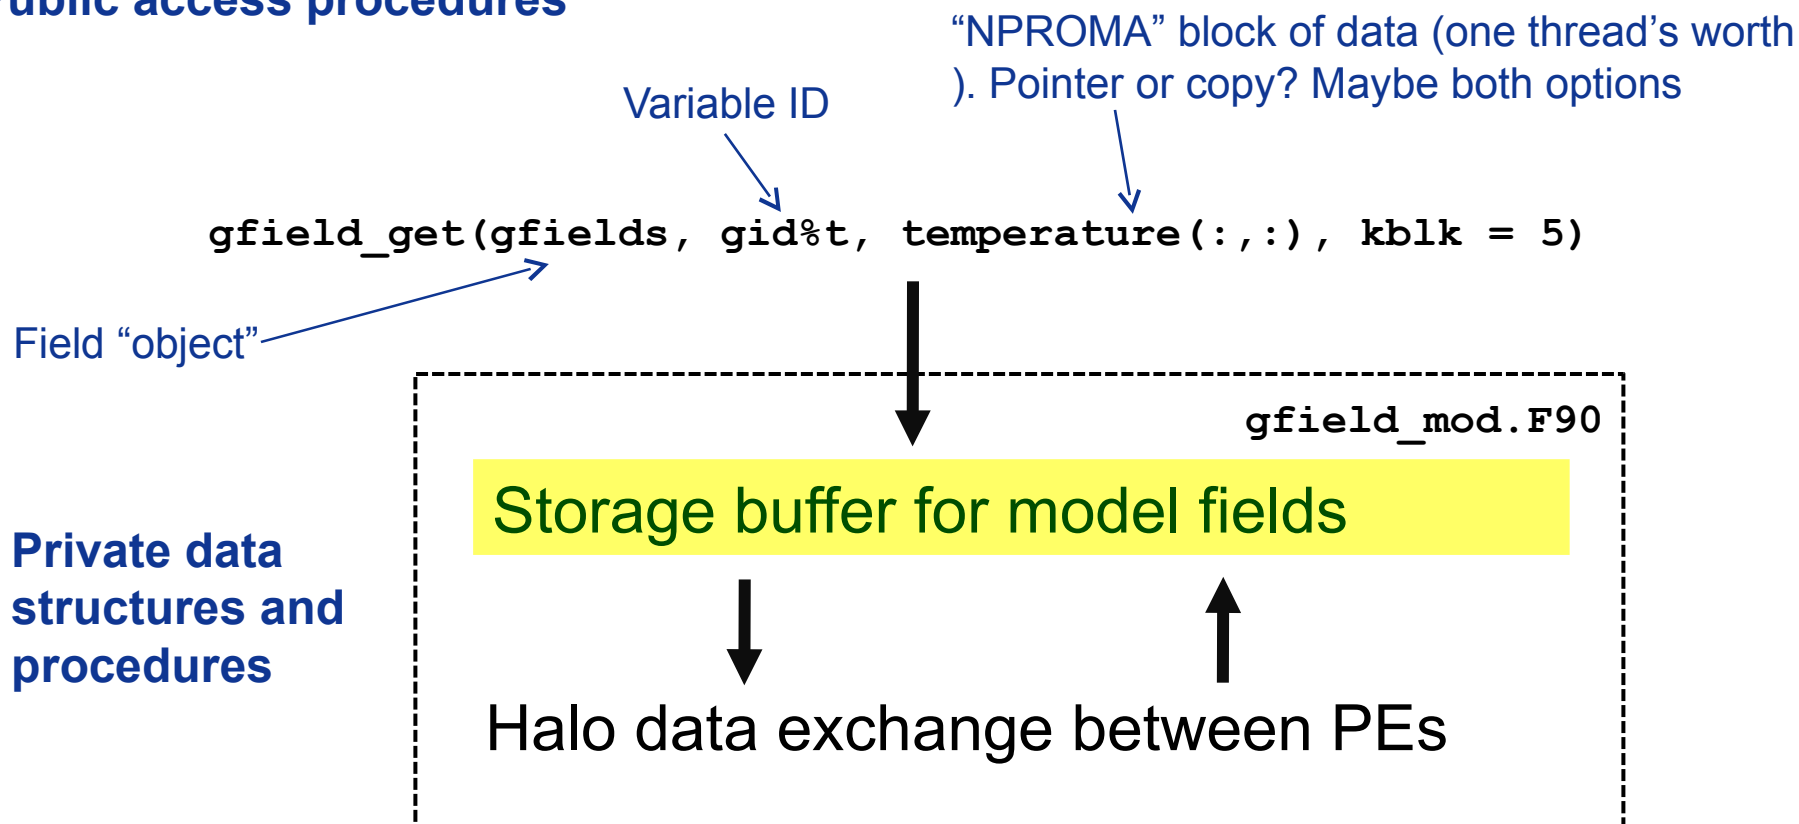 Public access procedures
“NPROMA” block of data (one thread’s worth
). Pointer or copy? Maybe both options
Variable ID
gfield_get(gfields, gid%t, temperature(:,:), kblk = 5)
Field “object”
gfield_mod.F90
Storage buffer for model fields
Private data
structures and
procedures
Halo data exchange between PEs